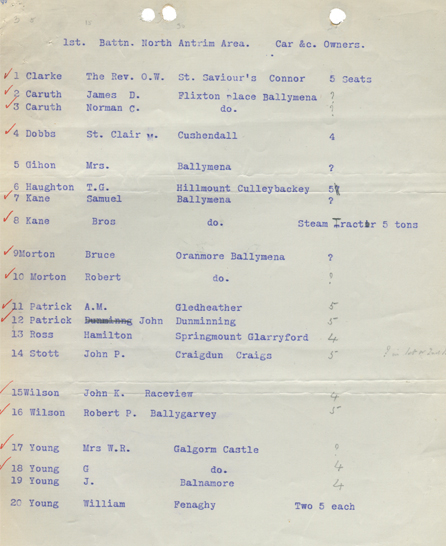 1st. Battn. North Antrim Area. Car &c. Owners.
1 Clarke The Rev. O.W. St. Saviour's Connor 5 Seats
2 Caruth James D. Flixton place Ballymena ?
3 Caruth Norman C. do. ?
4 Dobbs St. Clair M. Cushendall 4
5 Gihon Mrs. Ballymena ?
6 Haughton T.G. Hillmount Culleybackey 5
7 Kane Samuel Ballymena ?
8 Kane Bros do. Steam Tractor 5 tons
9Morton Bruce Oranmore Ballymena ?
10 Morton Robert do. ?
11 Patrick A.M. Gledheather 5
12 Patrick Dunminng John Dunminning 5
13 Ross Hamilton Springmount Glarryford 4
14 Stott John P. Craigdun Craigs 5
15Wilson John K. Raceview 4
16 Wilson Robert P. Ballygarvey 5
17 Young Mrs W.R. Galgorm Castle ?
18 Young G do. 4
19 Young J. Balnamore 4
20 Young William Fenaghy Two 5 each